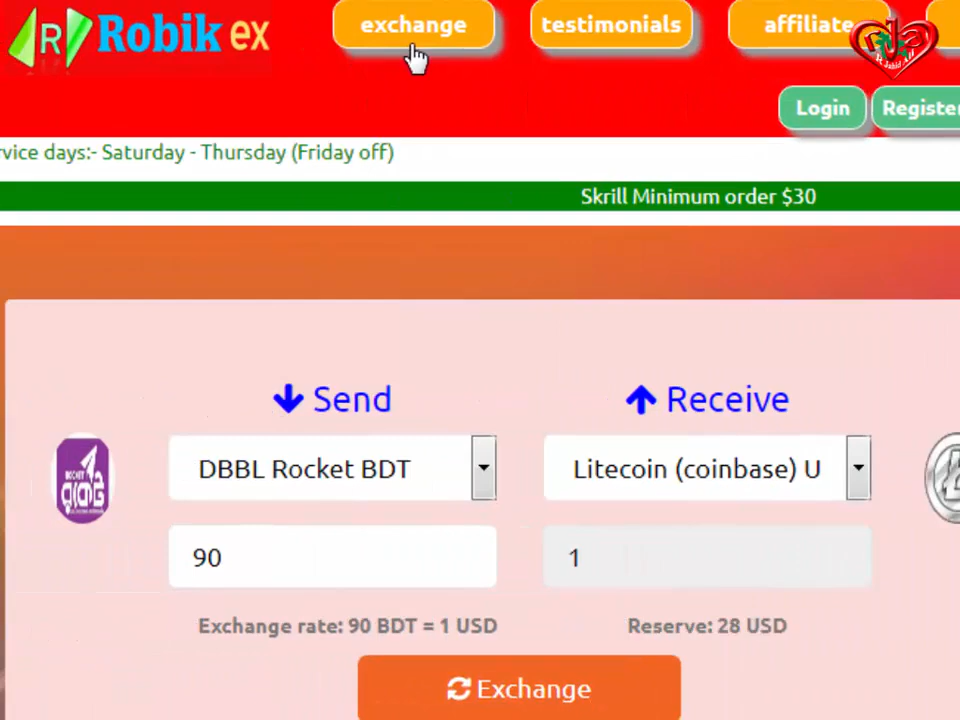 R Robik ex
exchange
testimonials
affiliate
Login
Register
rvice days:- Saturday - Thursday (Friday off)
Skrill Minimum order $30
Send
Receive
DBBL Rocket BDT
Litecoin (coinbase) U
90
1
Exchange rate: 90 BDT = 1 USD
Reserve: 28 USD
Exchange